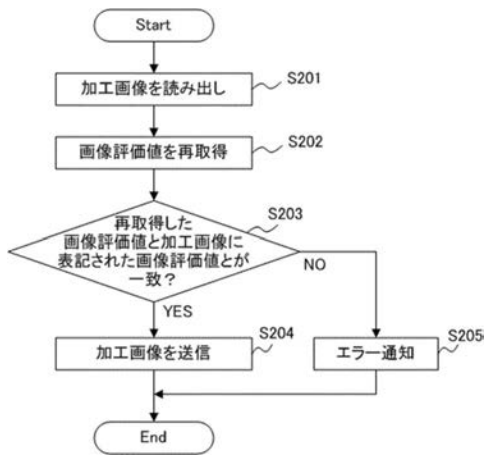 Start
加工画像を読み出し
S201
画像評価値を再取得
S202
再取得した
画像評価値と加工画像に
表記された画像評価値とが
一致？
S203
NO
YES
加工画像を送信
S204
エラー通知
S205
End